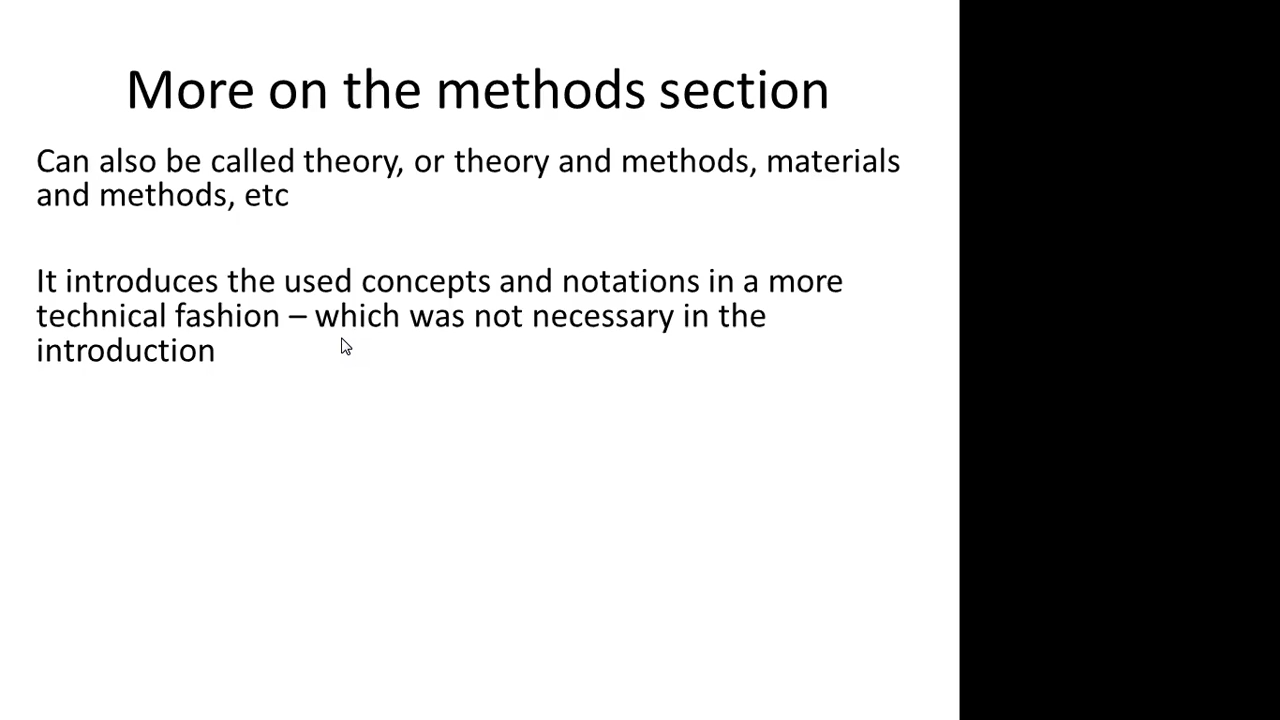 More on the methods section
Can also be called theory, or theory and methods, materials
and methods, etc
It introduces the used concepts and notations in a more
technical fashion – which was not necessary in the
introduction